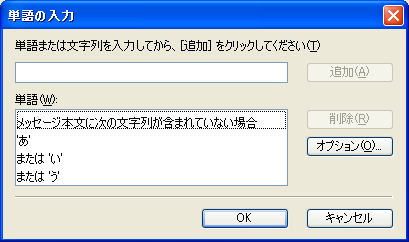 単語の入力
単語または文字列を入力してから、[追加] をクリックしてください(T)
追加(A)
単語(W):
メッセージ本文に次の文字列が含まれていない場合
'あ'
または 'い'
または 'う'
削除(R)
オプション(O)...
OK
キャンセル